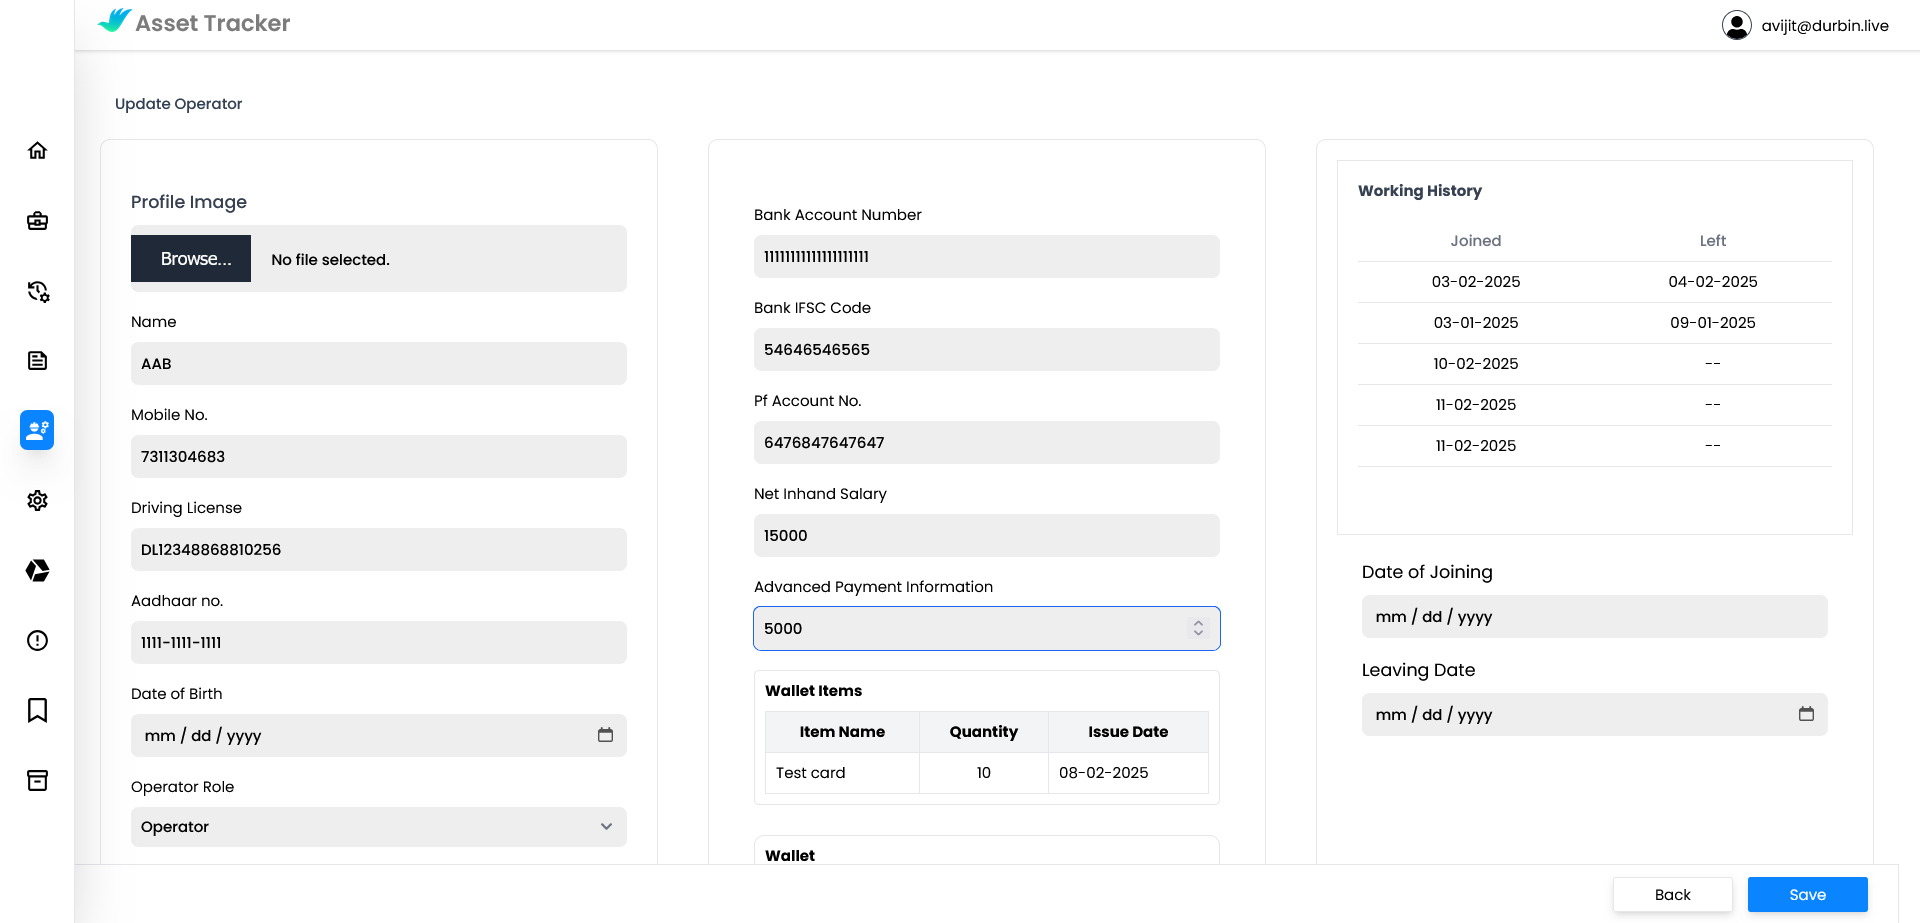 Asset Tracker
avijit@durbin.live
Update Operator
Profile Image
Browse...
No file selected.
Name
AAB
Mobile No.
7311304683
Driving License
DL12348868810256
Aadhaar no.
1111-1111-1111
Date of Birth
mm / dd / yyyy
Operator Role
Operator
Bank Account Number
11111111111111111111
Bank IFSC Code
54646546565
Pf Account No.
6476847647647
Net Inhand Salary
15000
Advanced Payment Information
5000
Wallet Items
Item Name Quantity Issue Date
Test card 10 08-02-2025
Wallet
Working History
Joined Left
03-02-2025 04-02-2025
03-01-2025 09-01-2025
10-02-2025 --
11-02-2025 --
11-02-2025 --
Date of Joining
mm / dd / yyyy
Leaving Date
mm / dd / yyyy
Back
Save